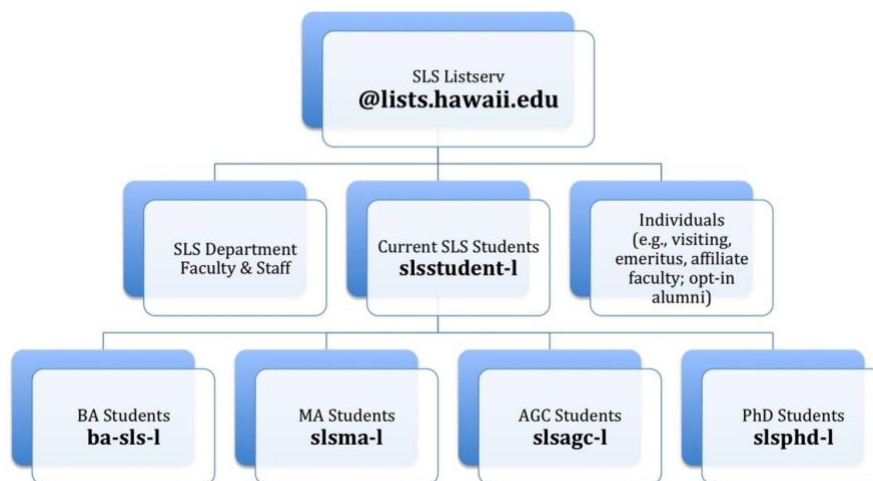 SLS Listserv
@lists.hawaii.edu
SLS Department
Faculty & Staff
Current SLS Students
slsstudent-l
Individuals
(e.g., visiting,
emeritus, affiliate
faculty; opt-in
alumni)
BA Students
ba-sls-l
MA Students
slsma-l
AGC Students
slsagc-l
PhD Students
slsphd-l